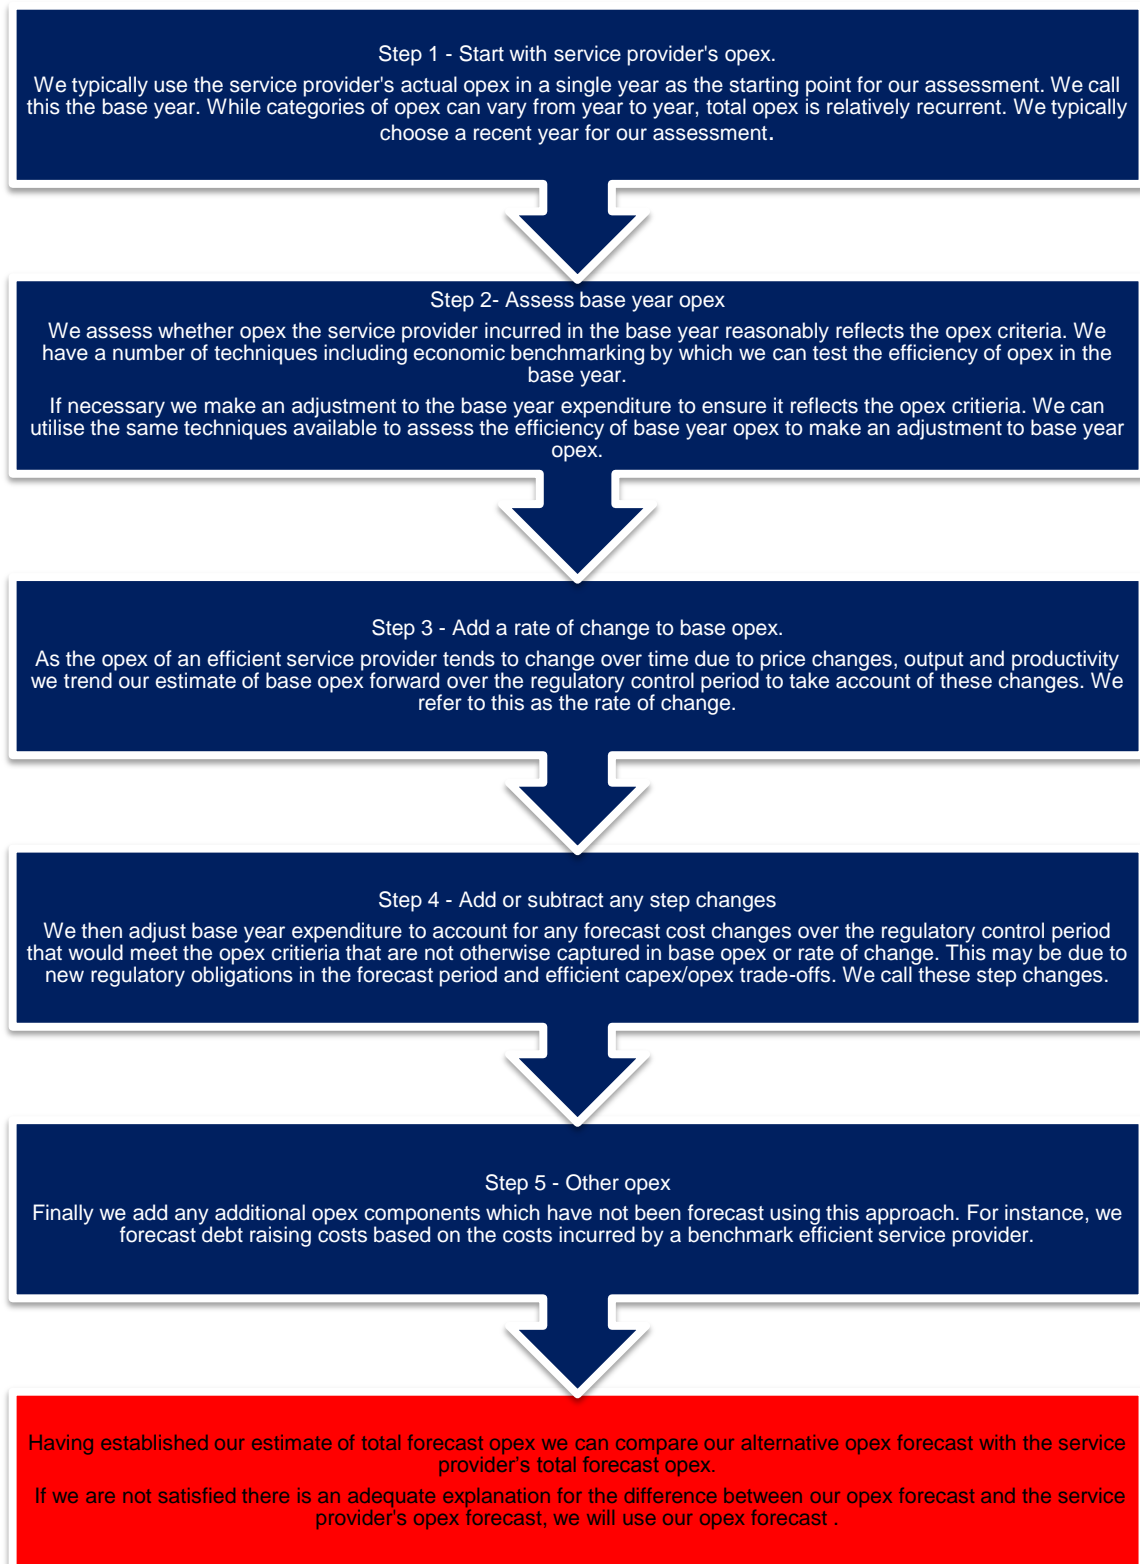 Step 1 - Start with service provider's opex.
We typically use the service provider's actual opex in a single year as the starting point for our assessment. We call
this the base year. While categories of opex can vary from year to year, total opex is relatively recurrent. We typically
choose a recent year for our assessment.
Step 2- Assess base year opex
We assess whether opex the service provider incurred in the base year reasonably reflects the opex criteria. We
have a number of techniques including economic benchmarking by which we can test the efficiency of opex in the
base year.
If necessary we make an adjustment to the base year expenditure to ensure it reflects the opex critieria. We can
utilise the same techniques available to assess the efficiency of base year opex to make an adjustment to base year
opex.
Step 3 - Add a rate of change to base opex.
As the opex of an efficient service provider tends to change over time due to price changes, output and productivity
we trend our estimate of base opex forward over the regulatory control period to take account of these changes. We
refer to this as the rate of change.
Step 4 - Add or subtract any step changes
We then adjust base year expenditure to account for any forecast cost changes over the regulatory control period
that would meet the opex critieria that are not otherwise captured in base opex or rate of change. This may be due to
new regulatory obligations in the forecast period and efficient capex/opex trade-offs. We call these step changes.
Step 5 - Other opex
Finally we add any additional opex components which have not been forecast using this approach. For instance, we
forecast debt raising costs based on the costs incurred by a benchmark efficient service provider.
Having established our estimate of total forecast opex we can compare our alternative opex forecast with the service
provider's total forecast opex.
If we are not satisfied there is an adequate explanation for the difference between our opex forecast and the service
provider's opex forecast, we will use our opex forecast .